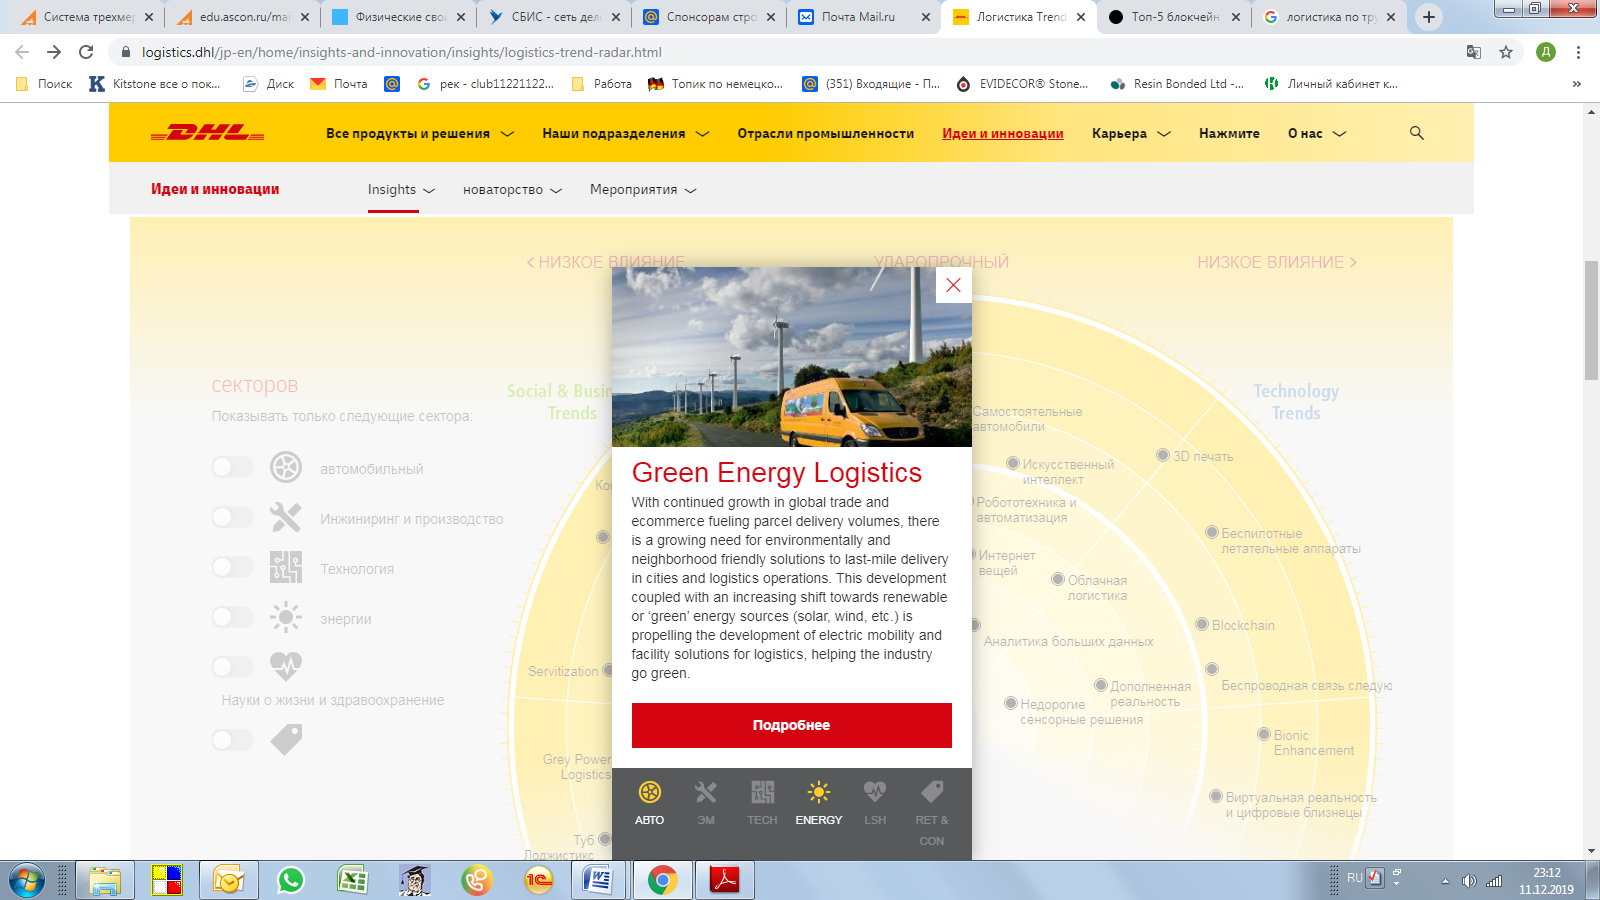 Система трехмер
edu.ascon.ru/mai
Физические сво
СБИС - сеть дел
Спонсорам стро
Почта Mail.ru
Логистика Trend
Топ-5 блокчейн
логистика по тру
logistics.dhl/jp-en/home/insights-and-innovation/insights/logistics-trend-radar.html
Д
Поиск
Kitstone все о пок...
Диск
Почта
рек - club11221122...
Работа
Топик по немецко...
(351) Входящие - П...
EVIDECOR® Stone...
Resin Bonded Ltd -...
Личный кабинет к...
»
DHL
Все продукты и решения
Наши подразделения
Отрасли промышленности
Идеи и инновации
Карьера
Нажмите
О нас
Идеи и инновации
Insights
новаторство
Мероприятия
< НИЗКОЕ ВЛИЯНИЕ
УДАРОПРОЧНЫЙ
НИЗКОЕ ВЛИЯНИЕ >
секторов
Показывать только следующие сектора:
автомобильный
Инжиниринг и производство
Технология
энергии
Науки о жизни и здравоохранение
Social & Busin
Trends
Technology
Trends
Ко
Servitization
Grey Power
Logistics
Туб
Лоджистикс
Green Energy Logistics
With continued growth in global trade and
ecommerce fueling parcel delivery volumes, there
is a growing need for environmentally and
neighborhood friendly solutions to last-mile delivery
in cities and logistics operations. This development
coupled with an increasing shift towards renewable
or ‘green’ energy sources (solar, wind, etc.) is
propelling the development of electric mobility and
facility solutions for logistics, helping the industry
go green.
Подробнее
АВТО
ЭМ
TECH
ENERGY
LSH
RET &
CON
Самостоятельные
автомобили
Искусственный
интеллект
3D печать
Робототехника и
автоматизация
Беспилотные
летательные аппараты
Интернет
вещей
Облачная
логистика
Blockchain
Аналитика больших данных
Беспроводная связь следую
Дополненная
реальность
Недорогие
сенсорные решения
Bionic
Enhancement
Виртуальная реальность
и цифровые близнецы
RU
23:12
11.12.2019